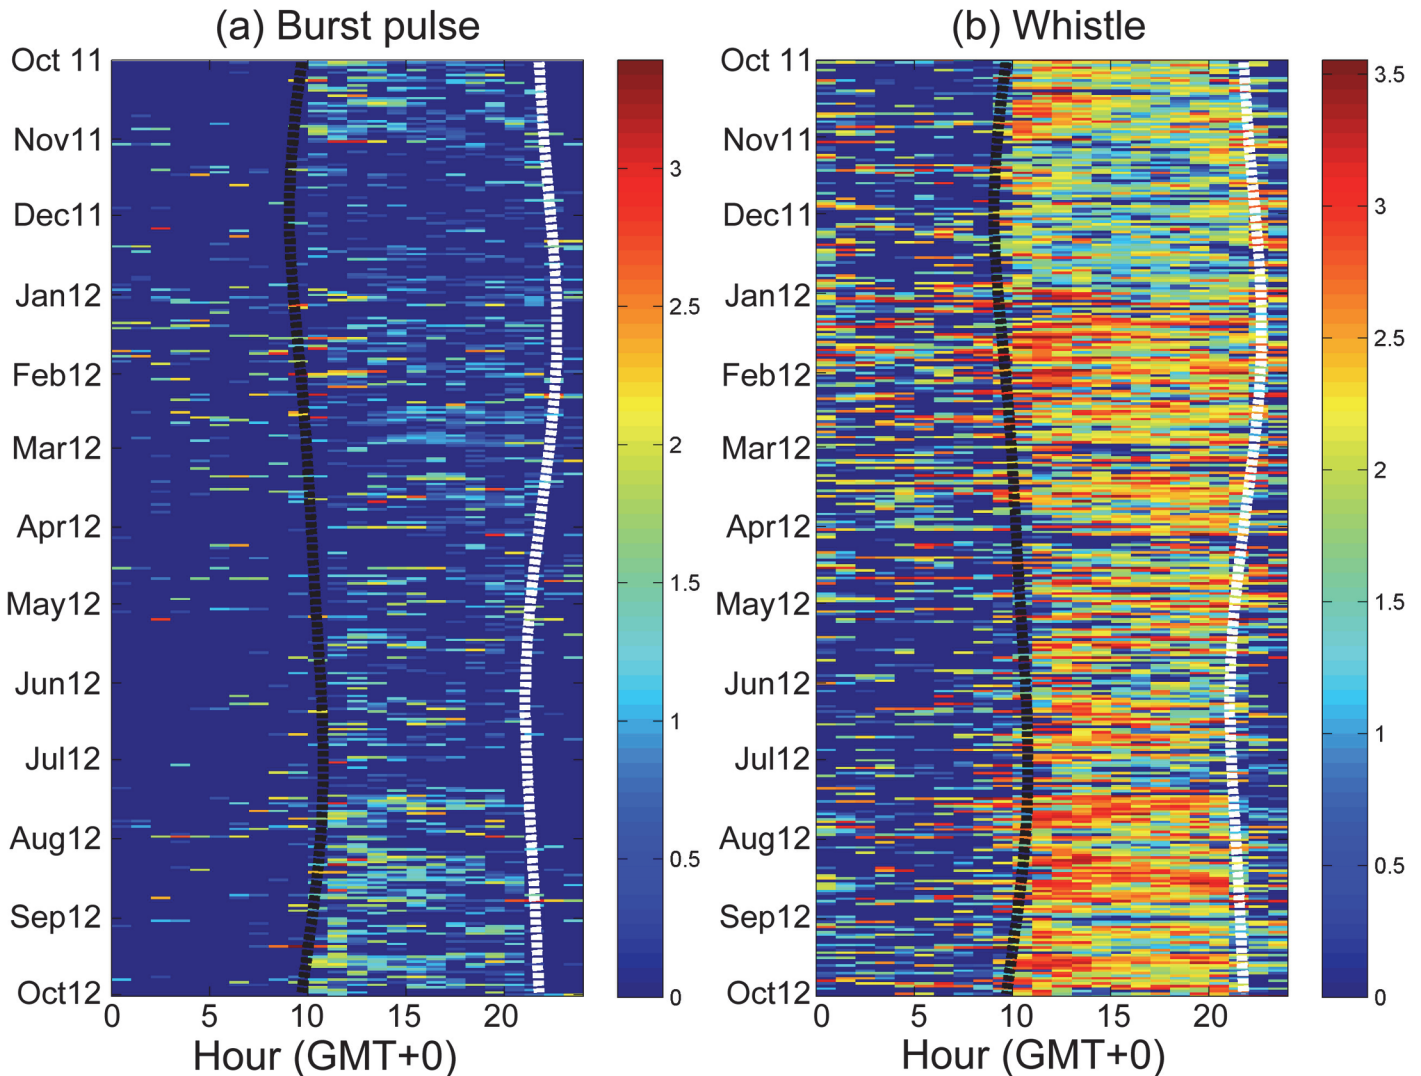 (a) Burst pulse
Oct 11
Nov11
Dec11
Jan12
Feb12
Mar12
Apr12
May12
Jun12
Jul12
Aug12
Sep12
Oct12
0 5 10 15 20
Hour (GMT+0)
3
2.5
2
1.5
1
0.5
0
(b) Whistle
Oct 11
Nov11
Dec11
Jan12
Feb12
Mar12
Apr12
May12
Jun12
Jul12
Aug12
Sep12
Oct12
0 5 10 15 20
Hour (GMT+0)
3.5
3
2.5
2
1.5
1
0.5
0